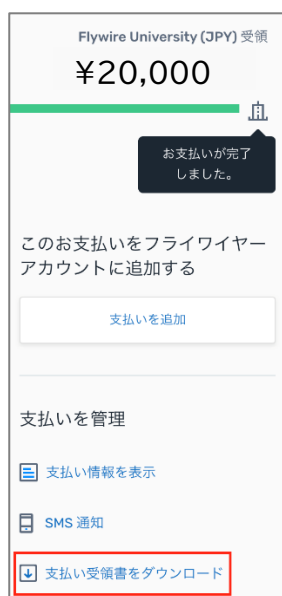 Flywire University (JPY) 受領
¥20,000
お支払いが完了
しました。
このお支払いをフライワイヤー
アカウントに追加する
支払いを追加
支払いを管理
支払い情報を表示
SMS 通知
支払い受領書をダウンロード